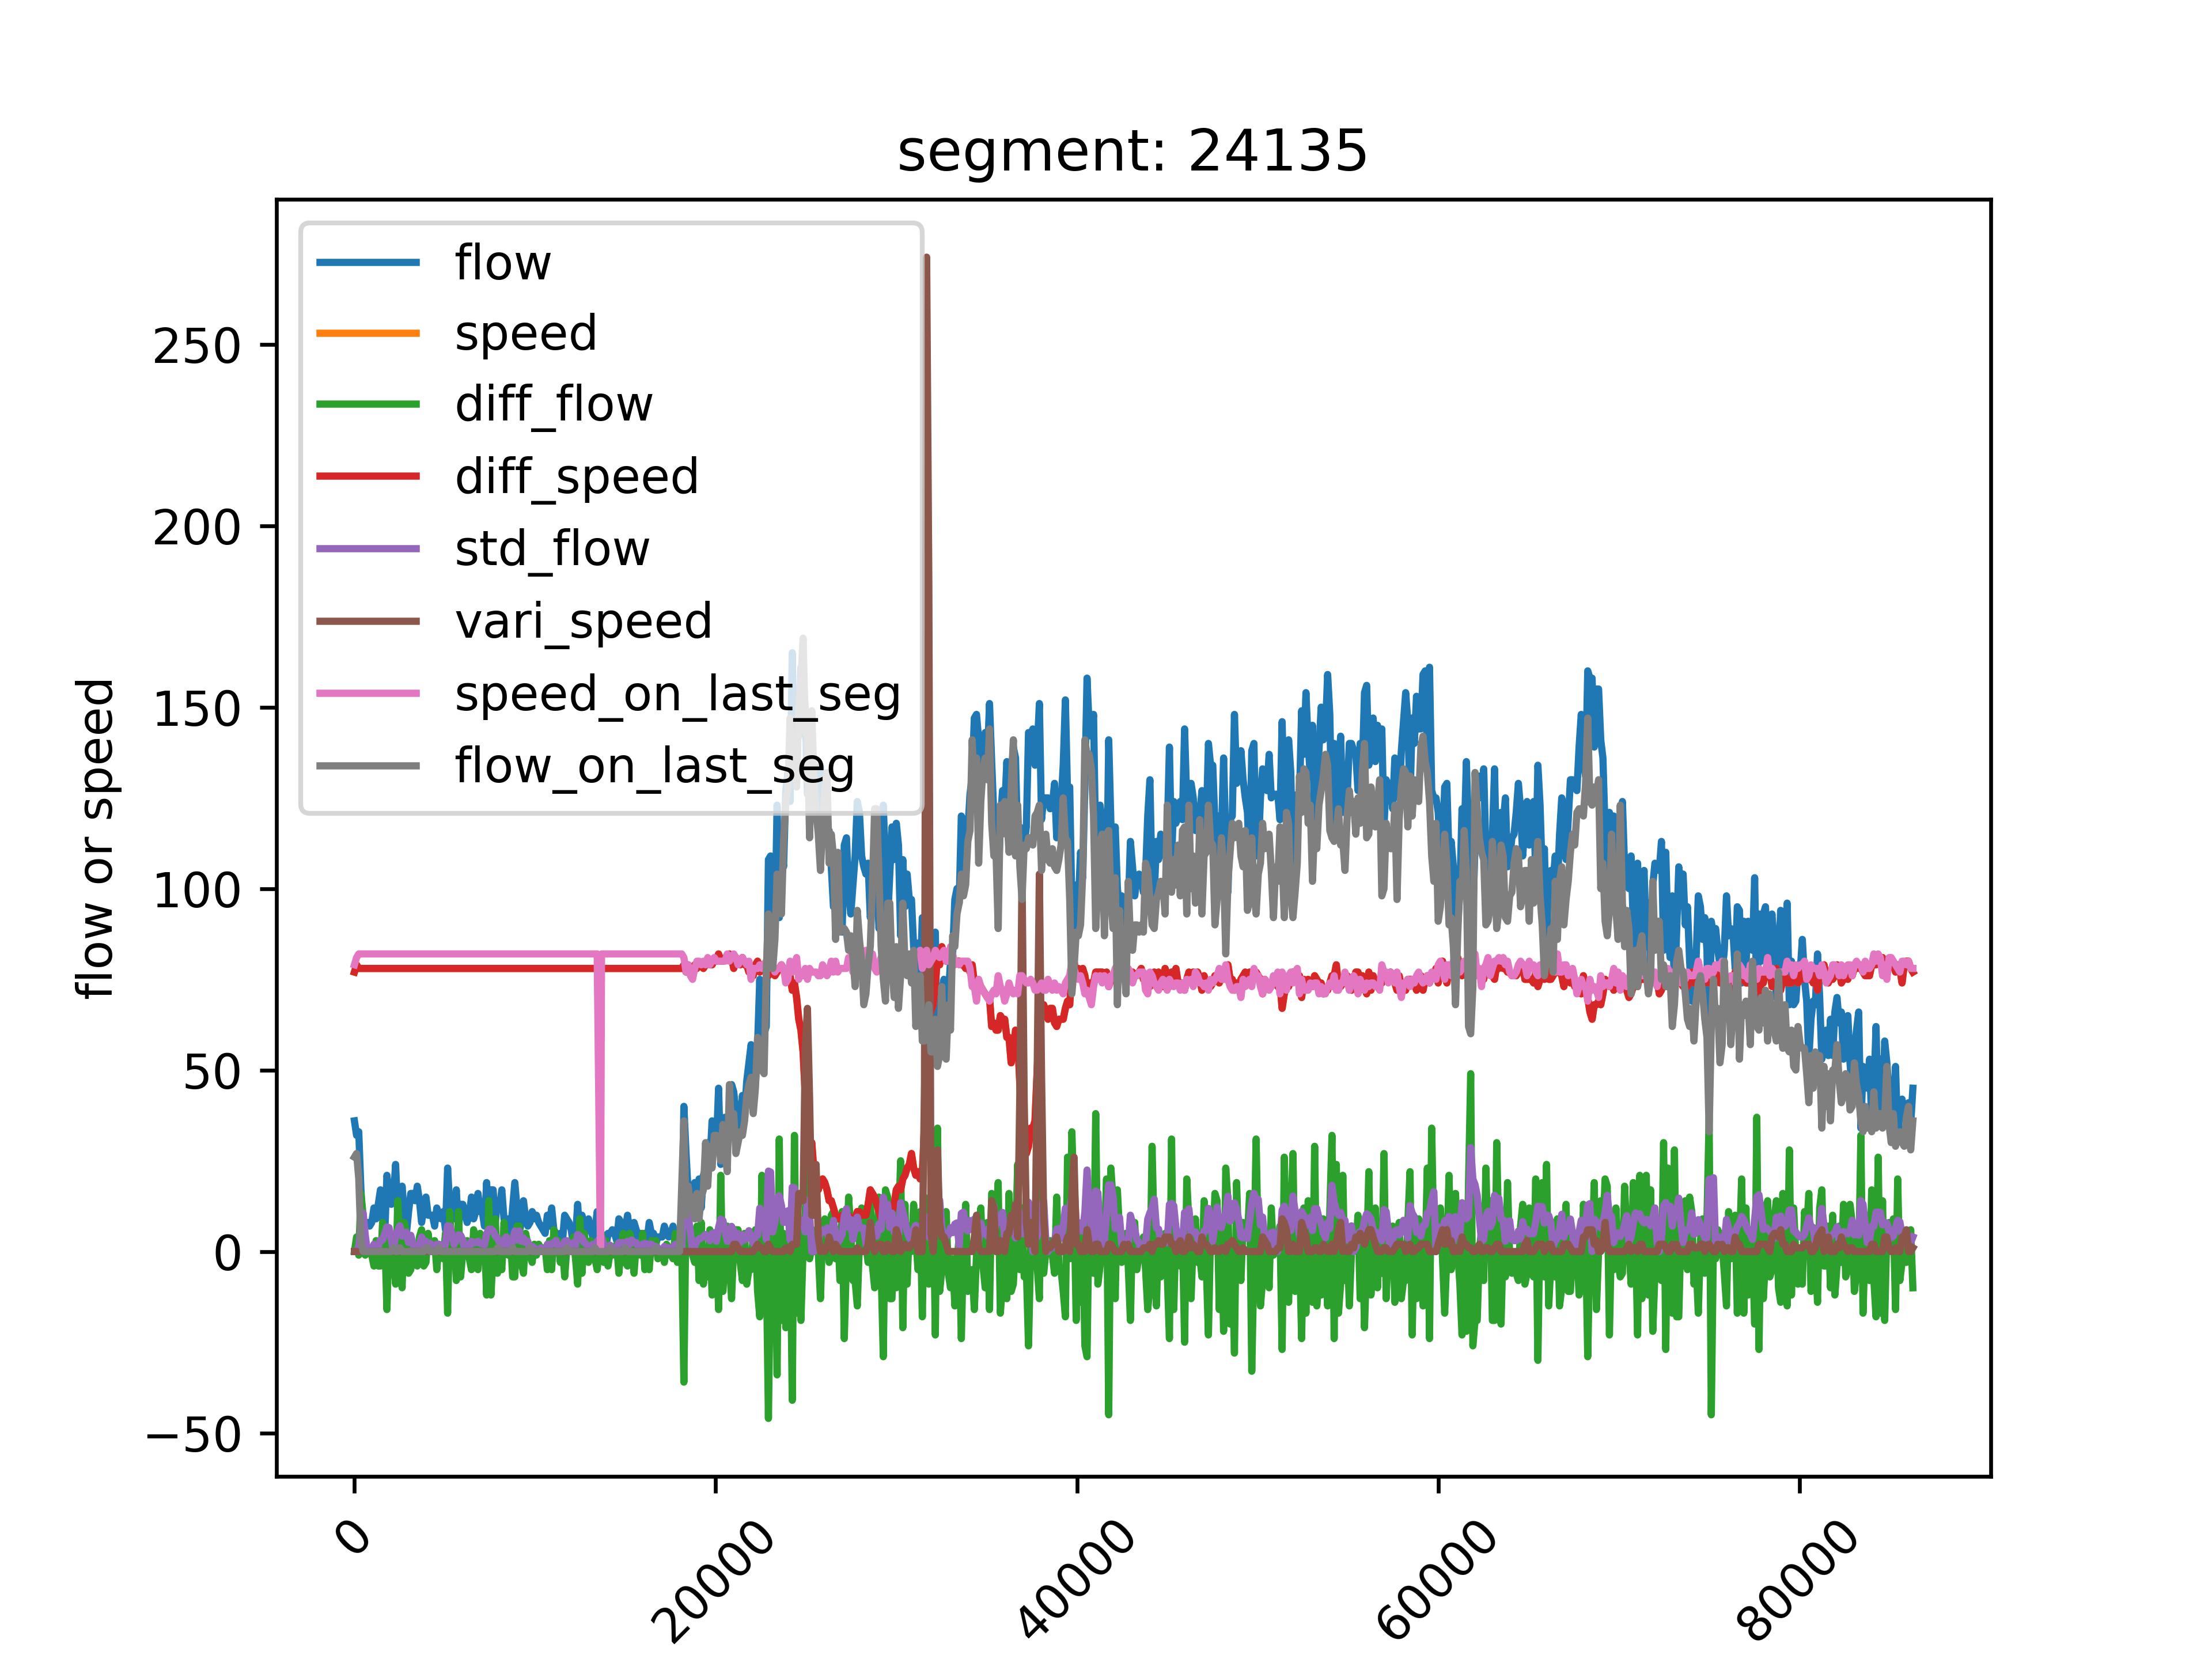 segment: 24135
flow
speed
diff_flow
diff_speed
std_flow
vari_speed
speed_on_last_seg
flow_on_last_seg
flow or speed
250
200
150
100
50
0
−50
0
20000
40000
60000
80000